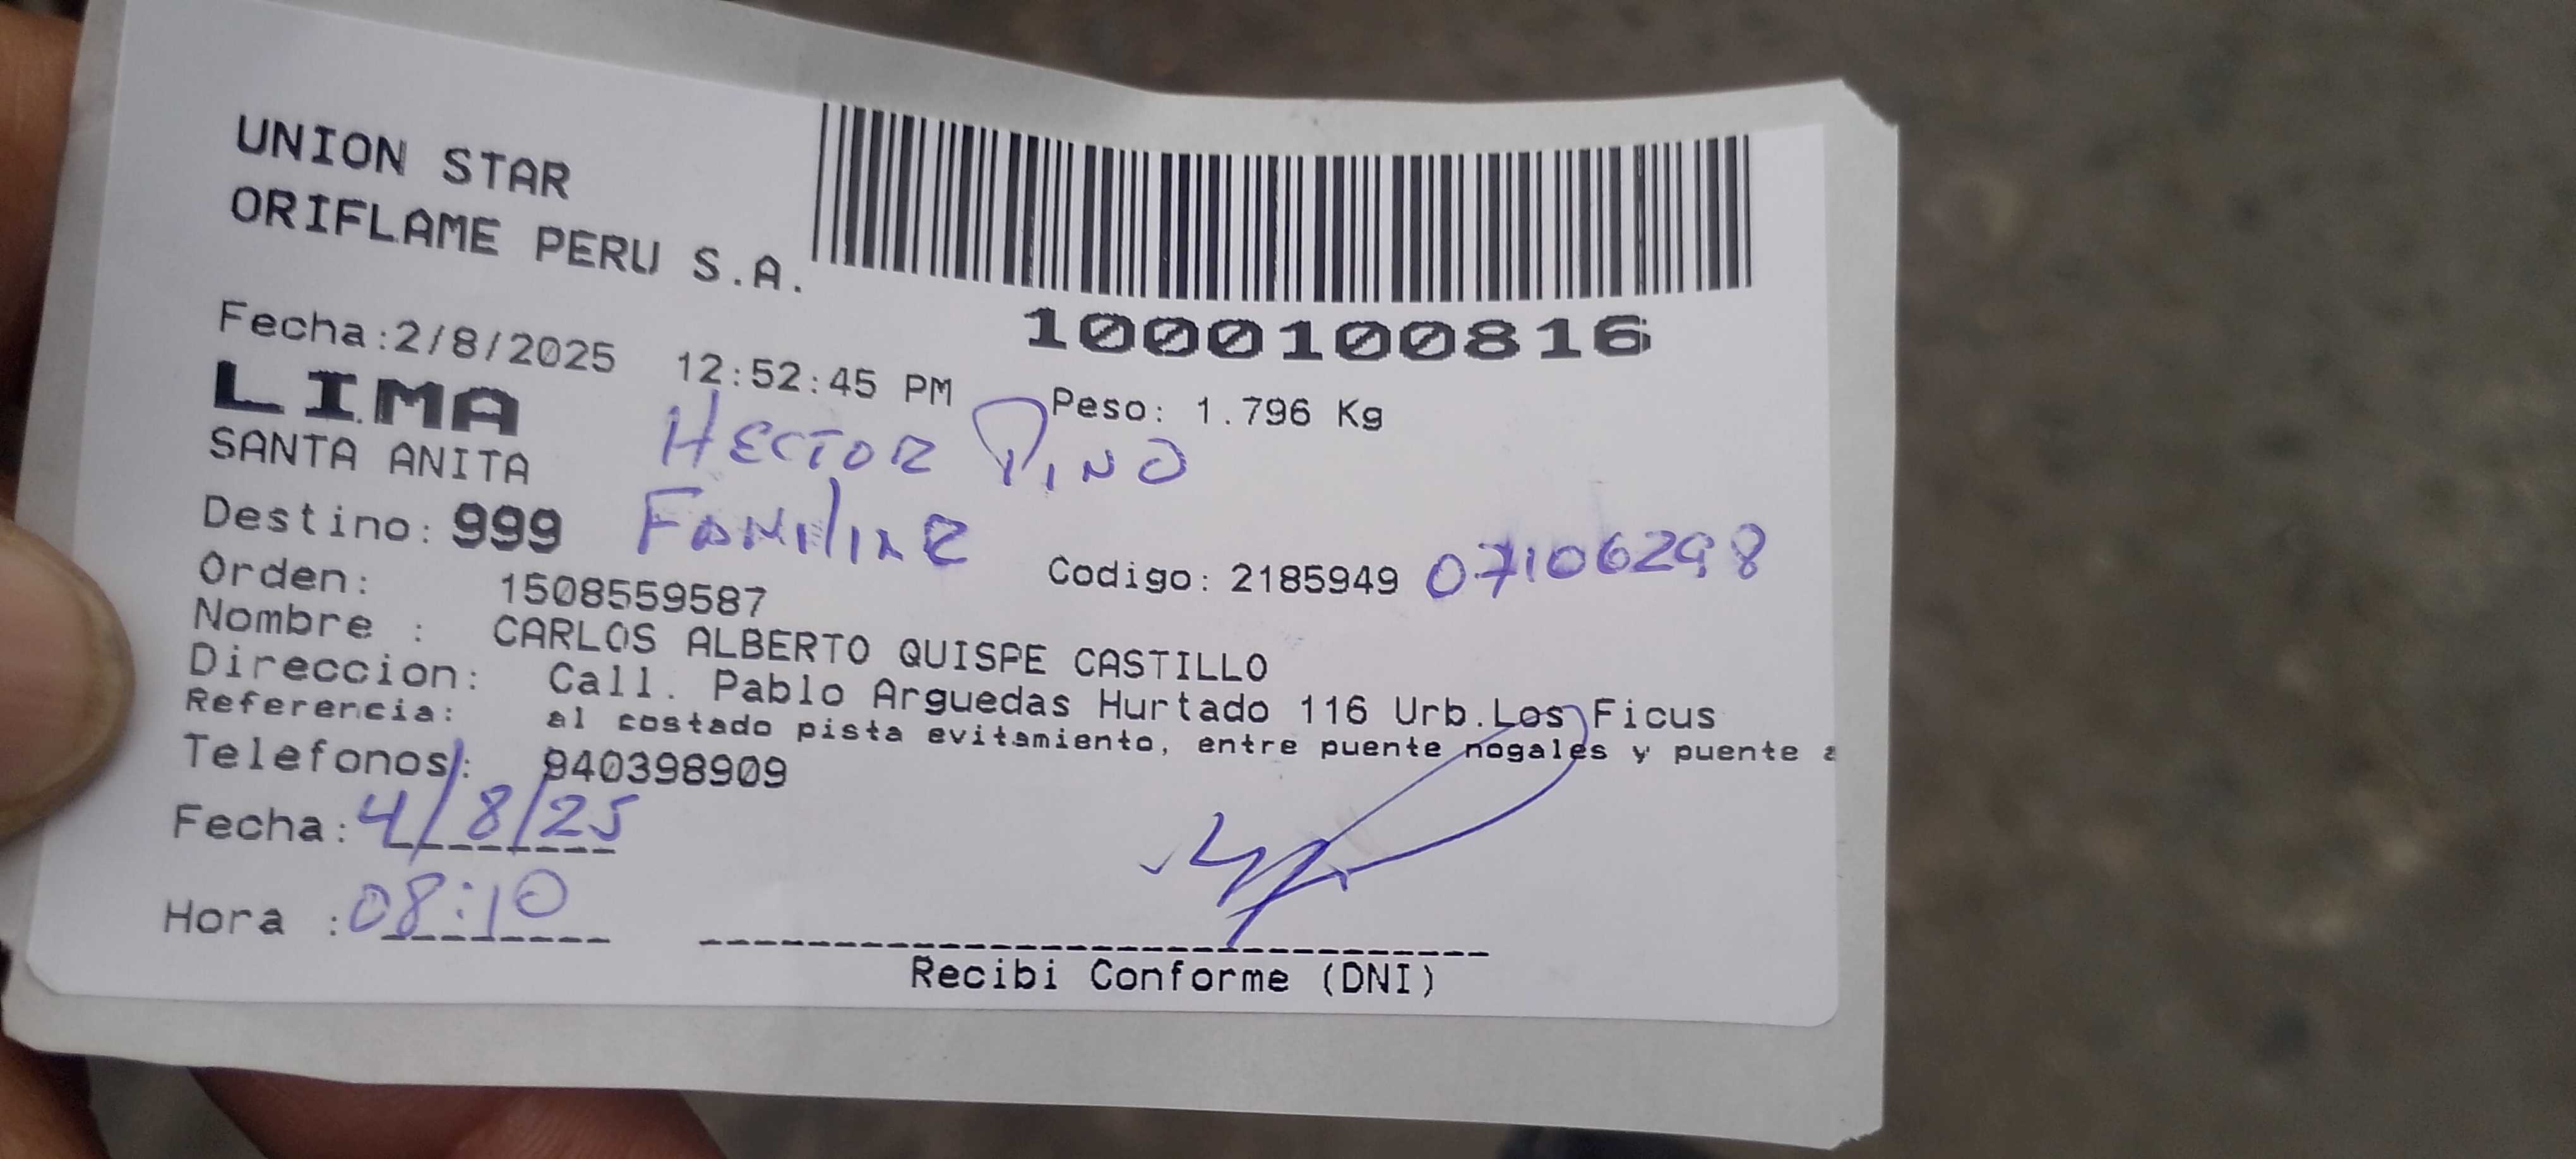 UNION STAR
ORIFLAME PERU S.A.
1000100816
Fecha:2/8/2025 12:52:45 PM
Peso: 1.796 Kg
LIMA
HECTOR PINO
SANTA ANITA
Destino: 999
FAMILIAR
Codigo: 2185949 07106298
Orden: 1508559587
Nombre : CARLOS ALBERTO QUISPE CASTILLO
Direccion: Call. Pablo Arguedas Hurtado 116 Urb.Los Ficus
Referencia: al costado pista evitamiento, entre puente nogales y puente a
Telefonos: 940398909
Fecha: 4/8/25
Hora : 08:10
Recibi Conforme (DNI)